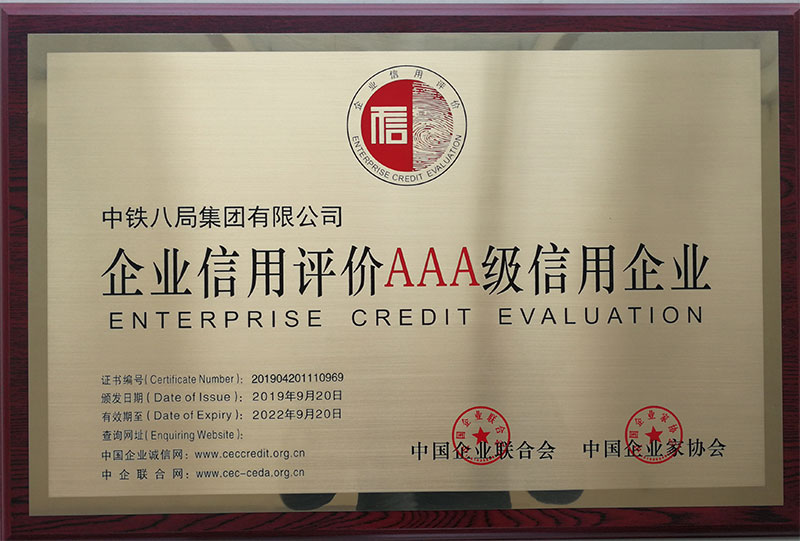 企业信用评价
信
ENTERPRISE CREDIT EVALUATION
中铁八局集团有限公司
企业信用评价AAA级信用企业
ENTERPRISE CREDIT EVALUATION
证书编号(Certificate Number): 201904201110969
颁发日期(Date of Issue): 2019年9月20日
有效期至(Date of Expiry): 2022年9月20日
查询网址(Enquiring Website):
中国企业诚信网: www.ceccredit.org.cn
中企联合网: www.cec-ceda.org.cn
中国企业联合会
中国企业家协会